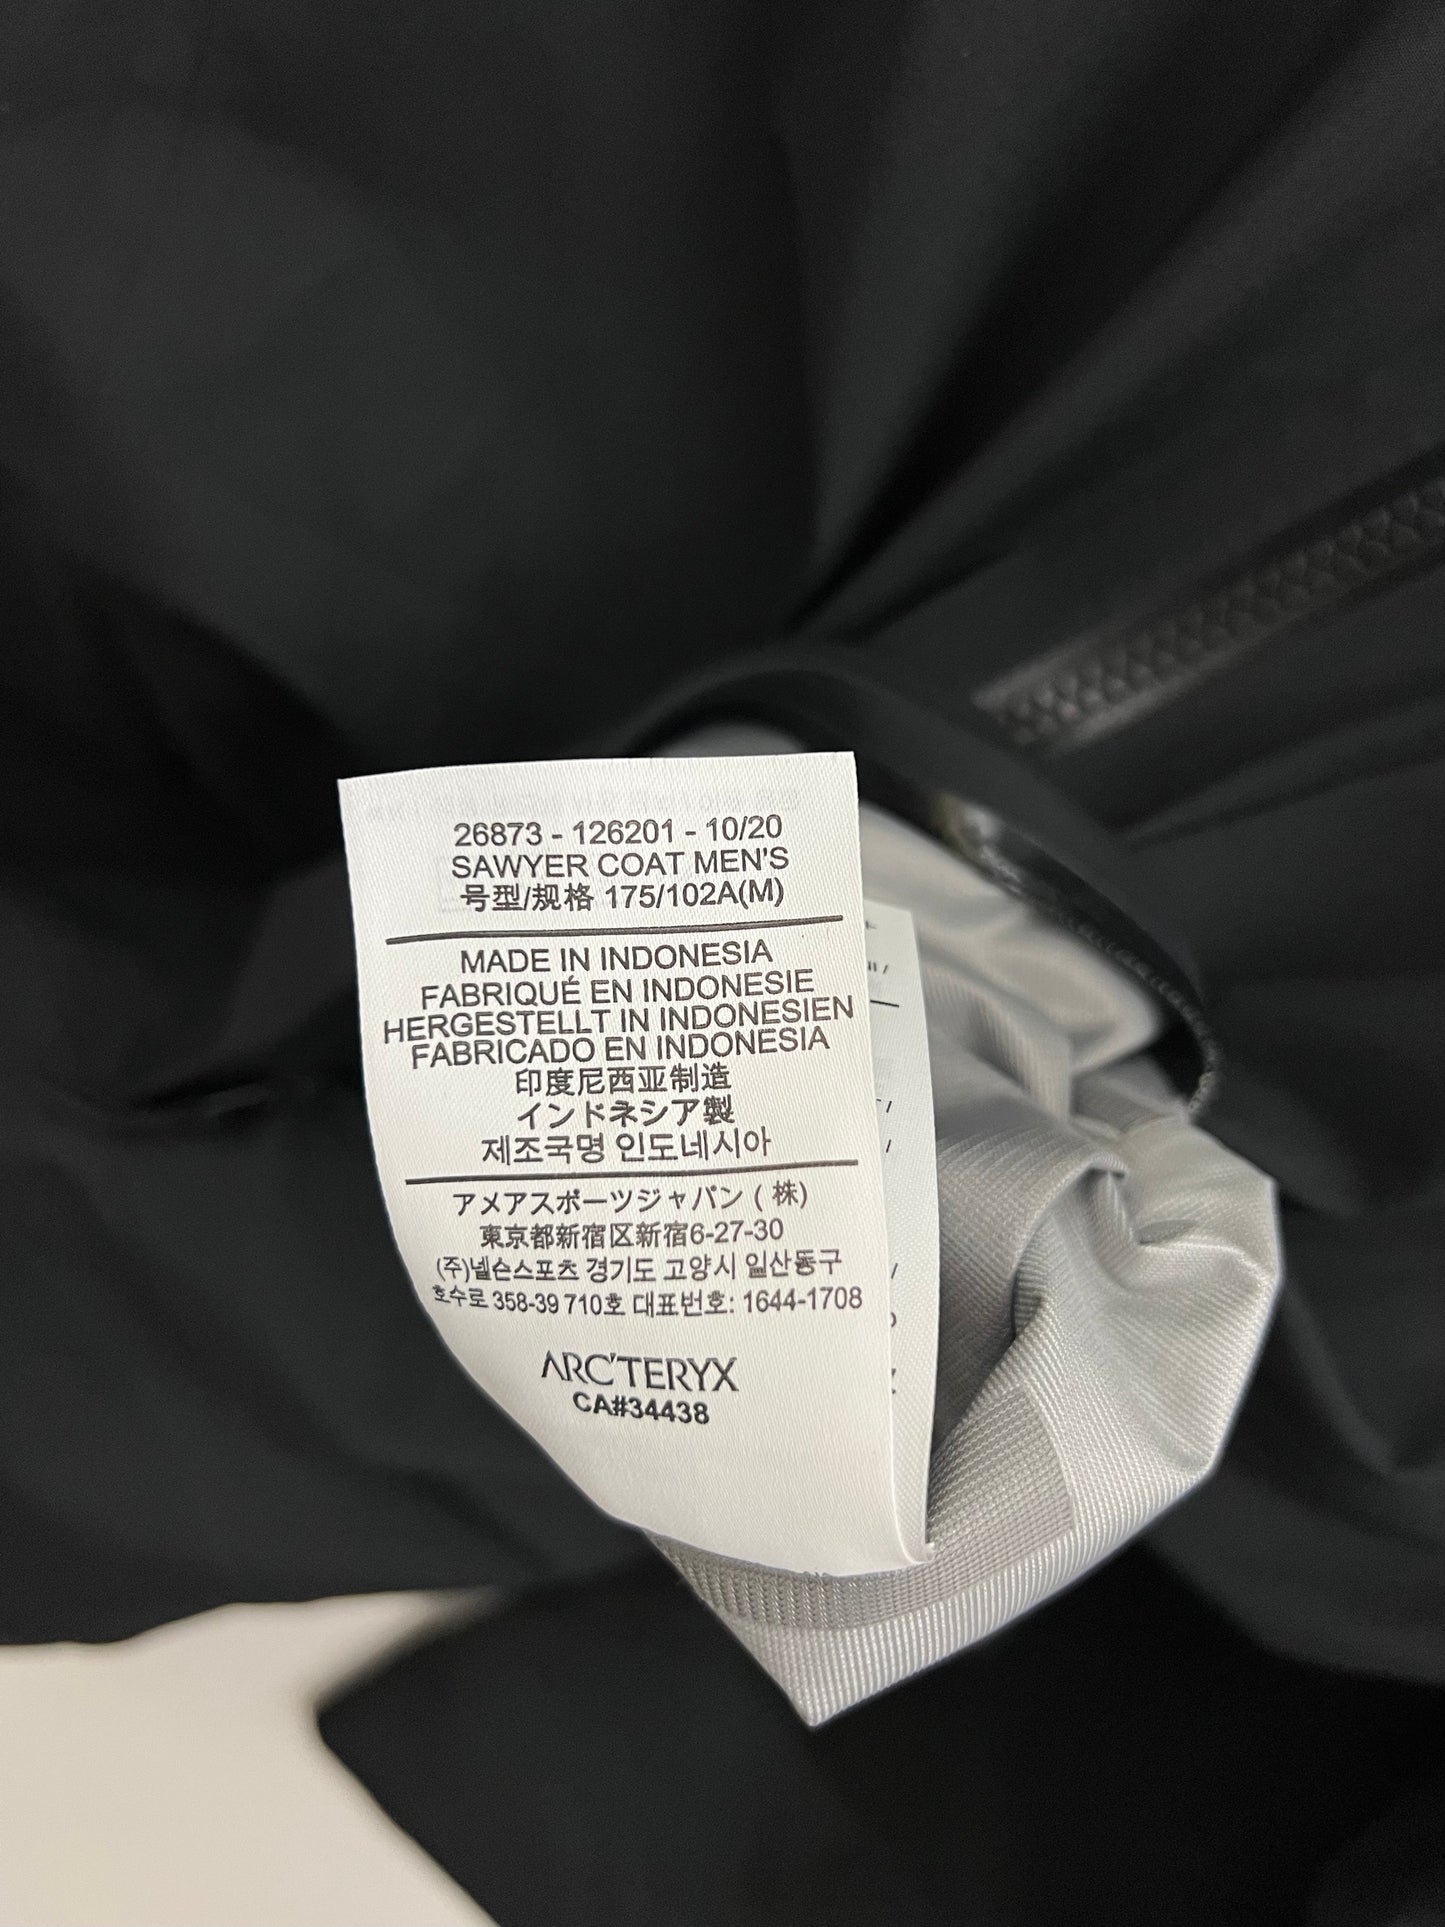 26873 - 126201 - 10/20
SAWYER COAT MEN'S
号型/规格 175/102A(M)
MADE IN INDONESIA
FABRIQUÉ EN INDONESIE
HERGESTELLT IN INDONESIEN
FABRICADO EN INDONESIA
印度尼西亚制造
インドネシア製
제조국명 인도네시아
アメアスポーツジャパン ( 株)
東京都新宿区新宿6-27-30
(주)넬슨스포츠 경기도 고양시 일산동구
호수로 358-39 710호 대표번호: 1644-1708
ARC'TERYX
CA#34438